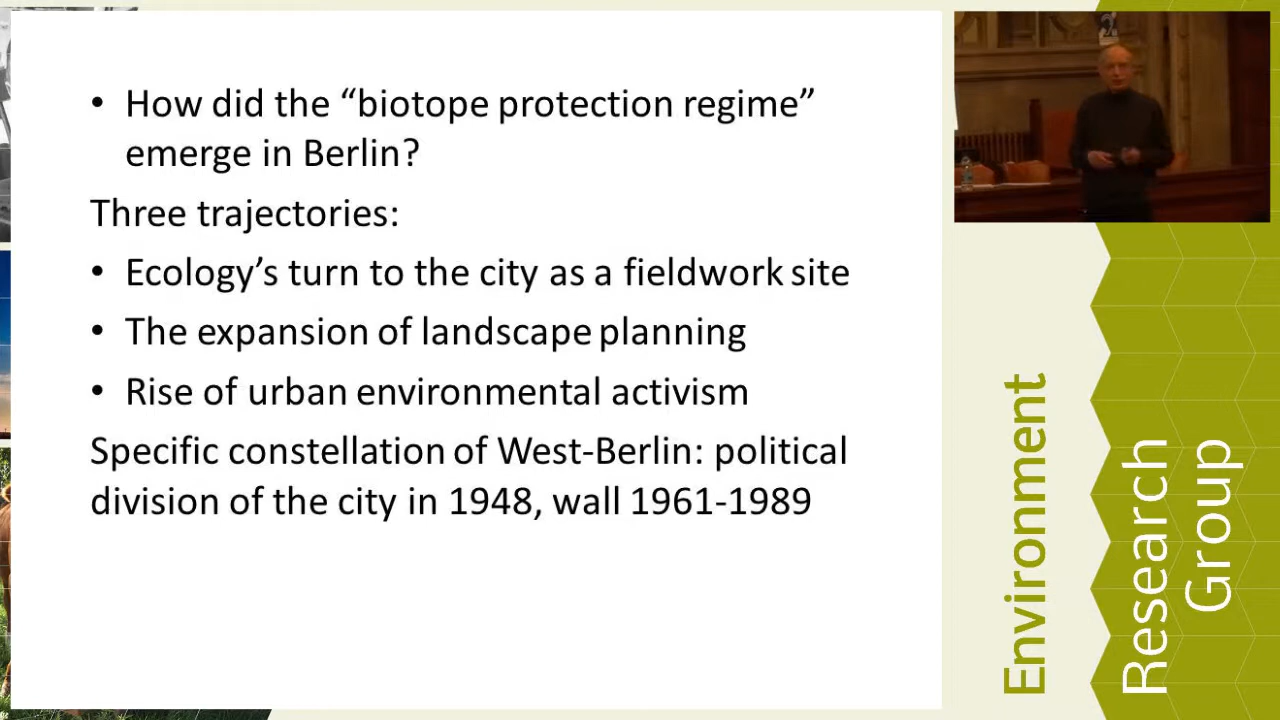 • How did the “biotope protection regime”
emerge in Berlin?
Three trajectories:
• Ecology’s turn to the city as a fieldwork site
• The expansion of landscape planning
• Rise of urban environmental activism
Specific constellation of West-Berlin: political
division of the city in 1948, wall 1961-1989
Environment
Research
Group